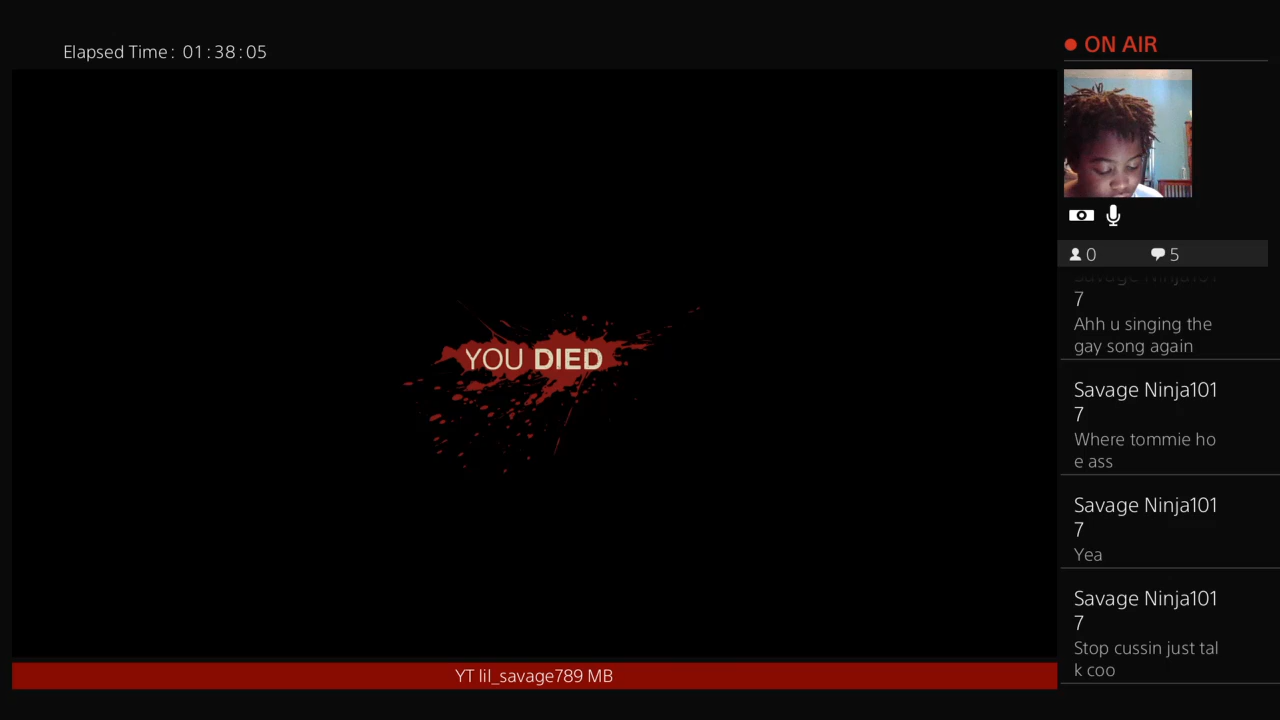 Elapsed Time: 01:38:05
ON AIR
0 5
Savage Ninja101
7
Ahh u singing the
gay song again
Savage Ninja101
7
Where tommie ho
e ass
Savage Ninja101
7
Yea
Savage Ninja101
7
Stop cussin just tal
k coo
YOU DIED
YT lil_savage789 MB